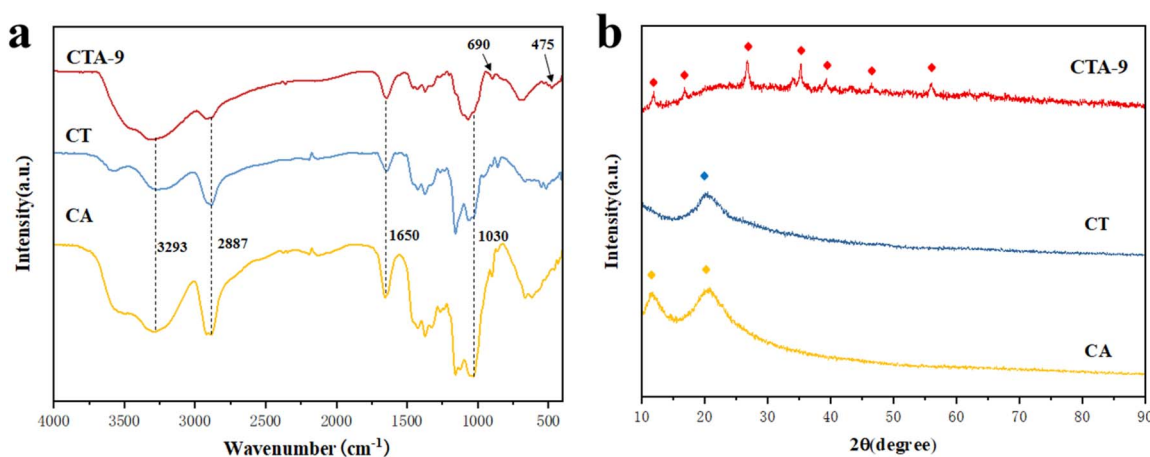 a
CTA-9
690
475
CT
CA
3293
2887
1650
1030
Intensity(a.u.)
4000
3500
3000
2500
2000
1500
1000
500
Wavenumber (cm⁻¹)
b
CTA-9
CT
CA
Intensity(a.u.)
10
20
30
40
50
60
70
80
90
2θ(degree)